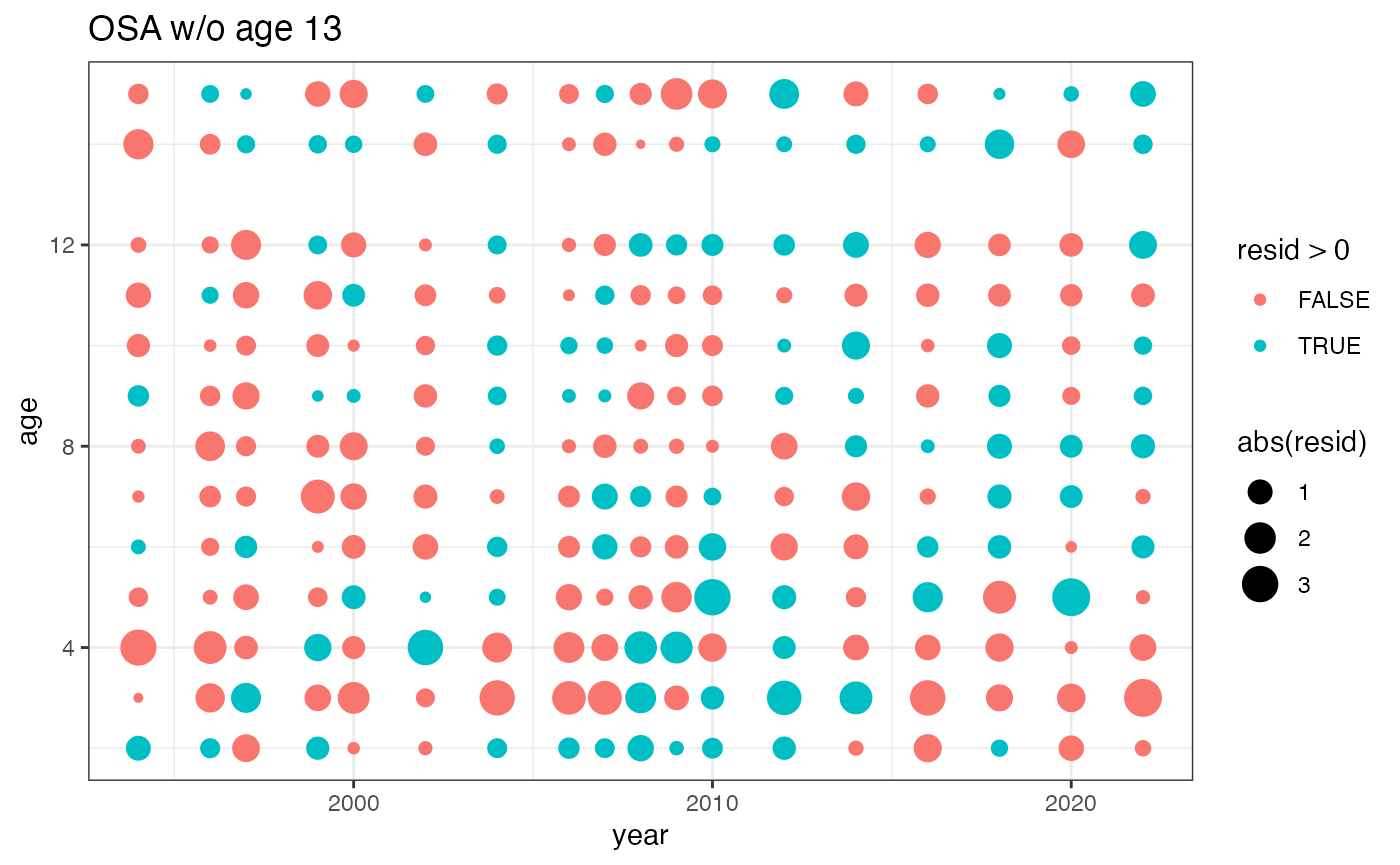 OSA w/o age 13
age
12
8
4
2000
2010
2020
year
resid > 0
FALSE
TRUE
abs(resid)
1
2
3